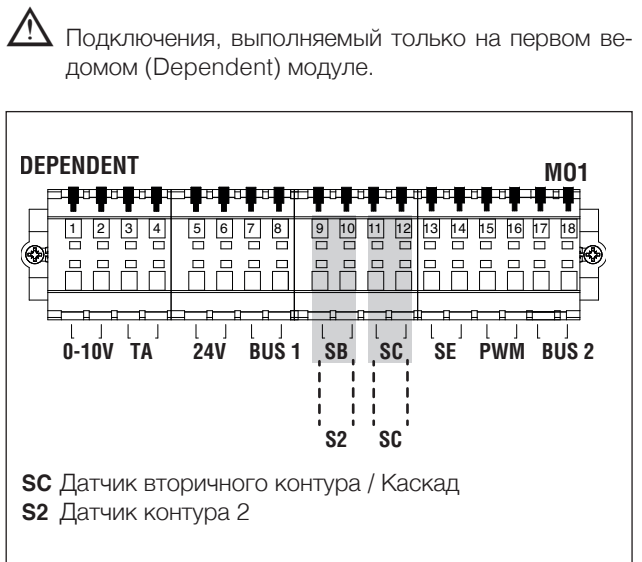 Подключения, выполняемый только на первом ве-
домом (Dependent) модуле.
DEPENDENT
M01
1 2 3 4 5 6 7 8 9 10 11 12 13 14 15 16 17 18
0-10V TA 24V BUS 1 SB SC SE PWM BUS 2
S2 SC
SC Датчик вторичного контура / Каскад
S2 Датчик контура 2